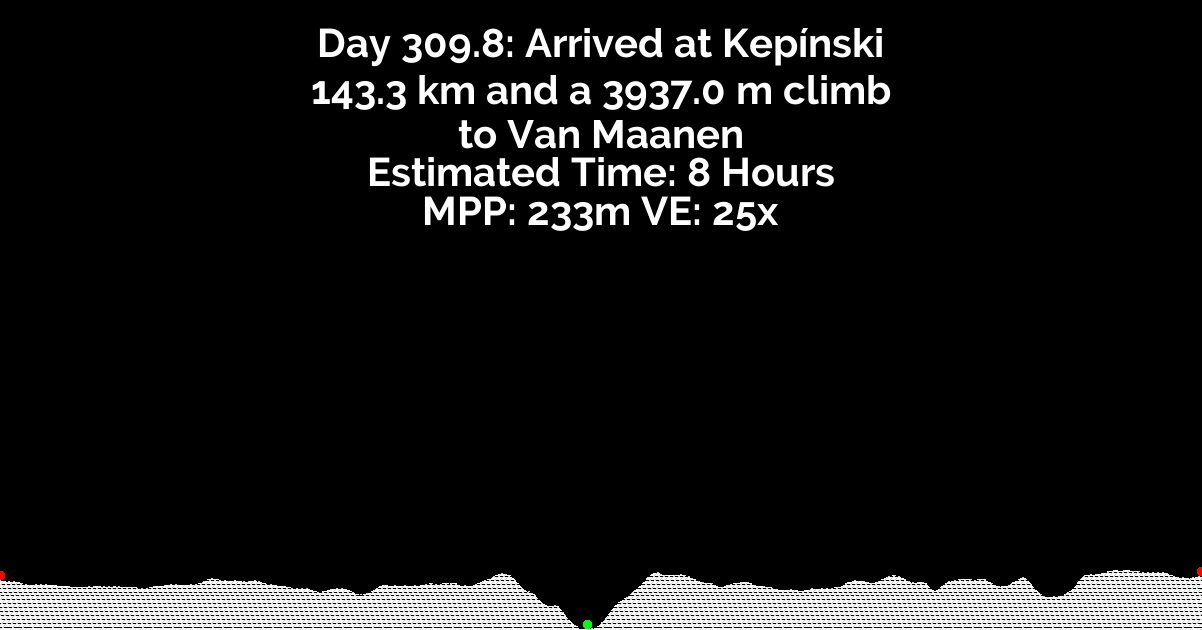 Day 309.8: Arrived at Kepínski
143.3 km and a 3937.0 m climb
to Van Maanen
Estimated Time: 8 Hours
MPP: 233m VE: 25x